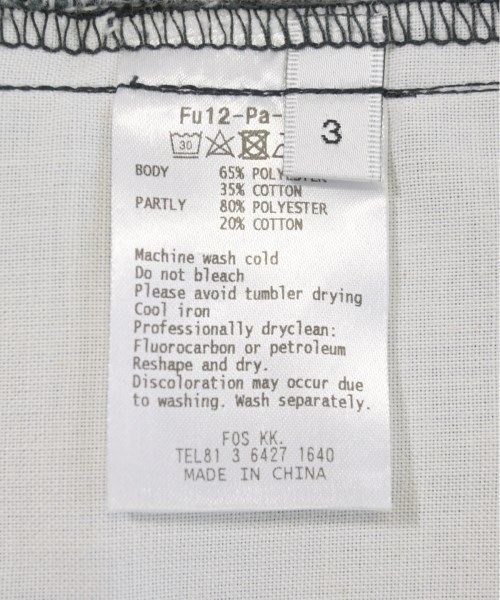 Fu12-Pa-
3
30
BODY 65% POLYESTER
35% COTTON
PARTLY 80% POLYESTER
20% COTTON
Machine wash cold
Do not bleach
Please avoid tumbler drying
Cool iron
Professionally dryclean:
Fluorocarbon or petroleum
Reshape and dry.
Discoloration may occur due
to washing. Wash separately.
FOS KK.
TEL81 3 6427 1640
MADE IN CHINA